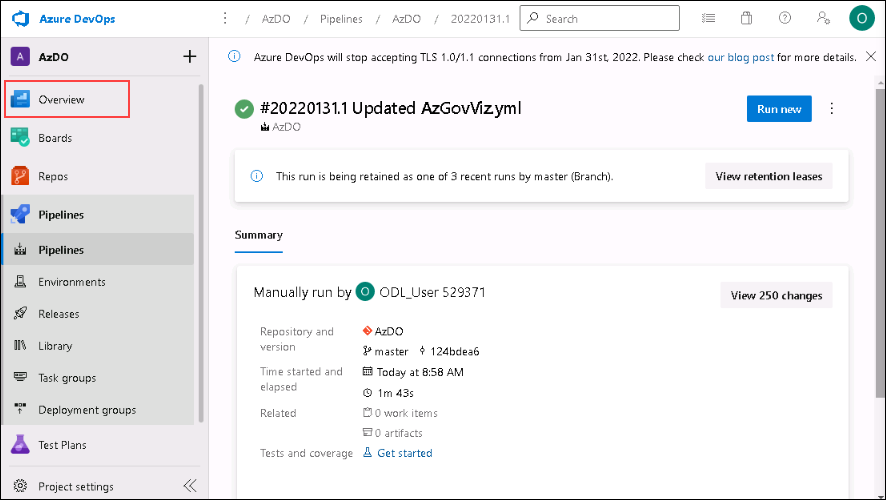 Azure DevOps
/ AzDO / Pipelines / AzDO / 20220131.1
Search
O
A AzDO
Azure DevOps will stop accepting TLS 1.0/1.1 connections from Jan 31st, 2022. Please check our blog post for more details.
Overview
Boards
Repos
Pipelines
Pipelines
Environments
Releases
Library
Task groups
Deployment groups
Test Plans
Project settings
#20220131.1 Updated AzGovViz.yml
AzDO
Run new
This run is being retained as one of 3 recent runs by master (Branch).
View retention leases
Summary
Manually run by O ODL_User 529371
View 250 changes
Repository and version
AzDO
master 124bdea6
Time started and elapsed
Today at 8:58 AM
1m 43s
Related
0 work items
0 artifacts
Tests and coverage
Get started